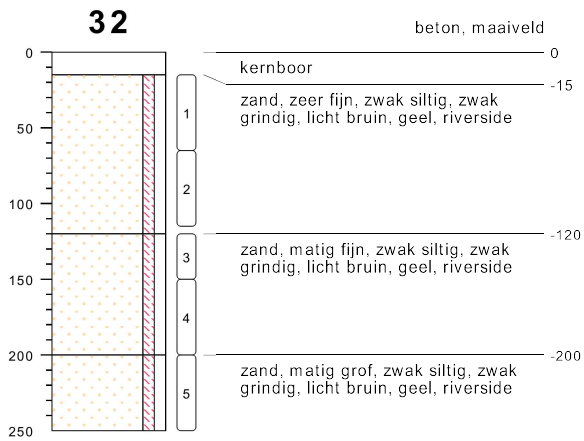 32
beton, maaiveld
0
0
kernboor
-15
zand, zeer fijn, zwak siltig, zwak
grindig, licht bruin, geel, riverside
1
50
2
100
-120
zand, matig fijn, zwak siltig, zwak
grindig, licht bruin, geel, riverside
3
150
4
200
-200
zand, matig grof, zwak siltig, zwak
grindig, licht bruin, geel, riverside
5
250